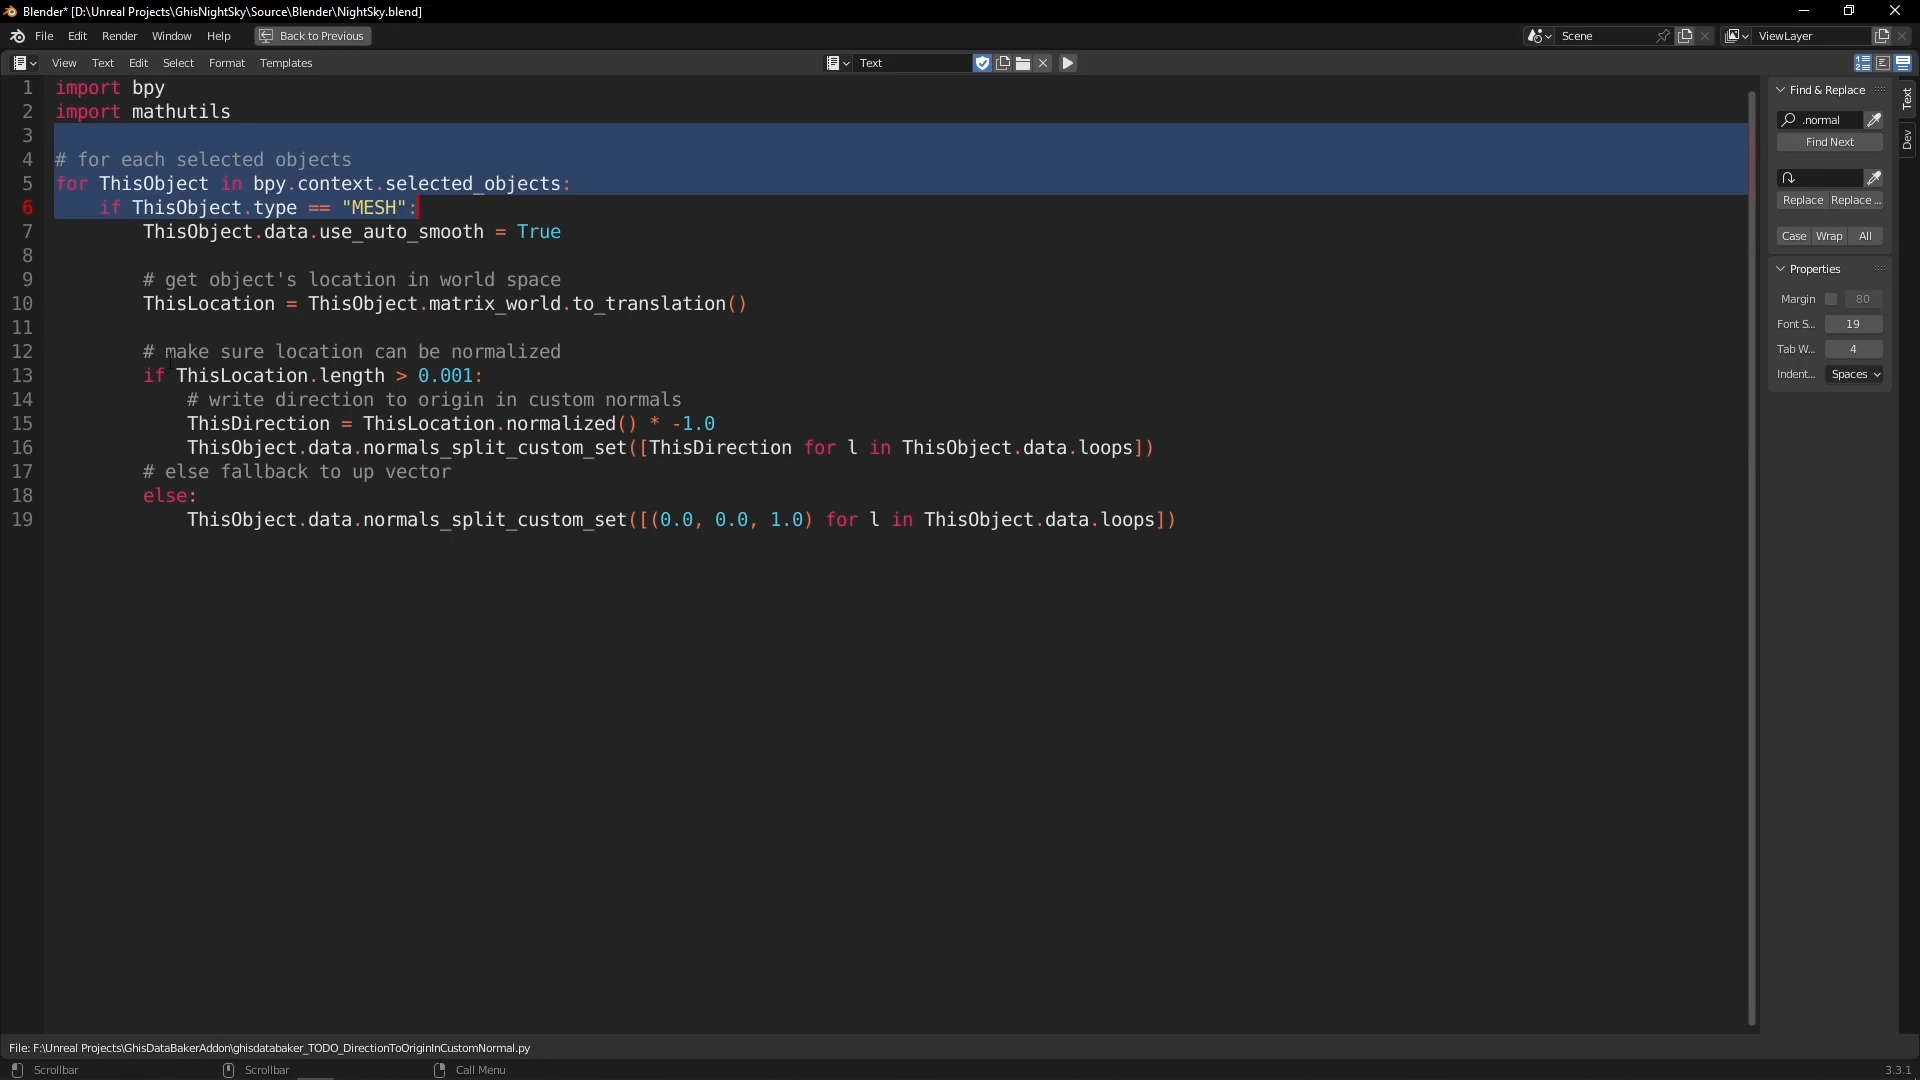 Blender* [D:\Unreal Projects\GhisNightSky\Source\Blender\NightSky.blend]
File Edit Render Window Help Back to Previous Scene ViewLayer
View Text Edit Select Format Templates Text
1 import bpy
2 import mathutils
3
4 # for each selected objects
5 for ThisObject in bpy.context.selected_objects:
6 if ThisObject.type == "MESH":
7 ThisObject.data.use_auto_smooth = True
8
9 # get object's location in world space
10 ThisLocation = ThisObject.matrix_world.to_translation()
11
12 # make sure location can be normalized
13 if ThisLocation.length > 0.001:
14 # write direction to origin in custom normals
15 ThisDirection = ThisLocation.normalized() * -1.0
16 ThisObject.data.normals_split_custom_set([ThisDirection for l in ThisObject.data.loops])
17 # else fallback to up vector
18 else:
19 ThisObject.data.normals_split_custom_set([(0.0, 0.0, 1.0) for l in ThisObject.data.loops])
Find & Replace
.normal
Find Next
Replace Replace ...
Case Wrap All
Properties
Margin 80
Font S... 19
Tab W... 4
Indent... Spaces
Text
Dev
File: F:\Unreal Projects\GhisDataBakerAddon\ghisdatabaker_TODO_DirectionToOriginInCustomNormal.py
Scrollbar Scrollbar Call Menu 3.3.1